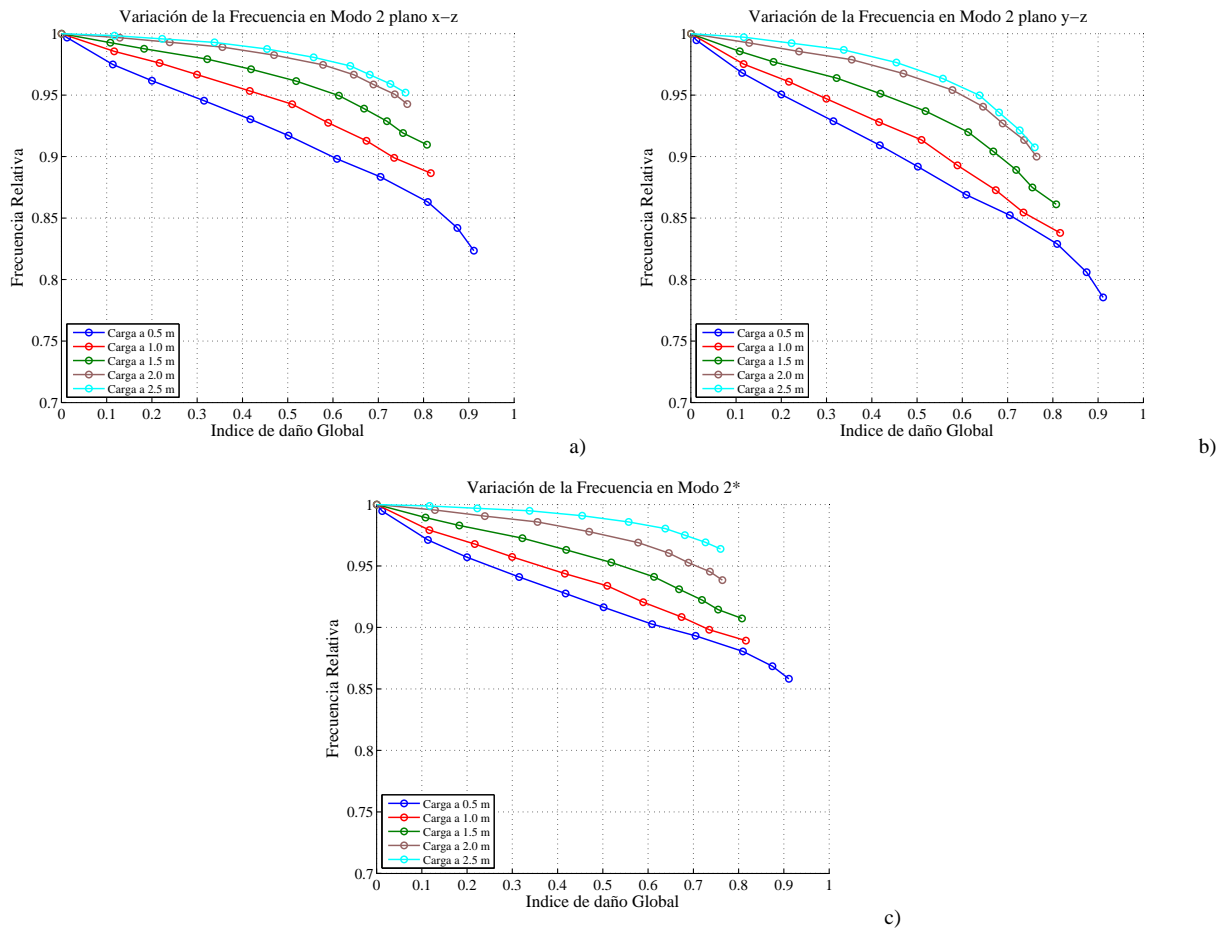 Variación de la Frecuencia en Modo 2 plano x−z
1
0.95
0.9
0.85
0.8
0.75
0.7
Frecuencia Relativa
Carga a 0.5 m
Carga a 1.0 m
Carga a 1.5 m
Carga a 2.0 m
Carga a 2.5 m
0 0.1 0.2 0.3 0.4 0.5 0.6 0.7 0.8 0.9 1
Indice de daño Global
a)
Variación de la Frecuencia en Modo 2 plano y−z
1
0.95
0.9
0.85
0.8
0.75
0.7
Frecuencia Relativa
Carga a 0.5 m
Carga a 1.0 m
Carga a 1.5 m
Carga a 2.0 m
Carga a 2.5 m
0 0.1 0.2 0.3 0.4 0.5 0.6 0.7 0.8 0.9 1
Indice de daño Global
b)
Variación de la Frecuencia en Modo 2*
1
0.95
0.9
0.85
0.8
0.75
0.7
Frecuencia Relativa
Carga a 0.5 m
Carga a 1.0 m
Carga a 1.5 m
Carga a 2.0 m
Carga a 2.5 m
0 0.1 0.2 0.3 0.4 0.5 0.6 0.7 0.8 0.9 1
Indice de daño Global
c)